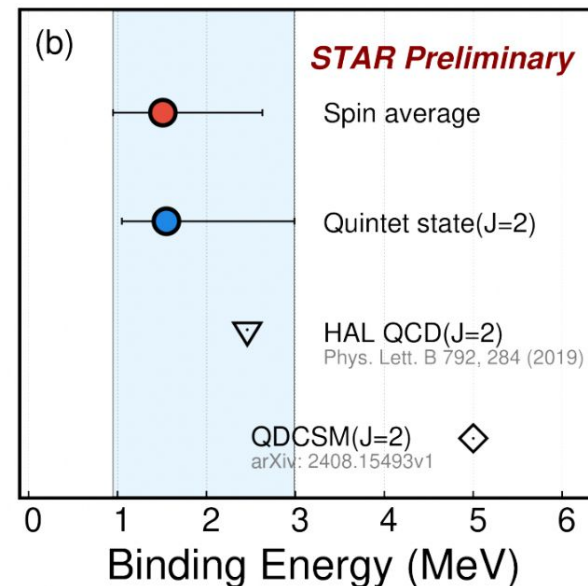 (b)
STAR Preliminary
Spin average
Quintet state(J=2)
HAL QCD(J=2)
Phys. Lett. B 792, 284 (2019)
QDCSM(J=2)
arXiv: 2408.15493v1
0 1 2 3 4 5 6
Binding Energy (MeV)